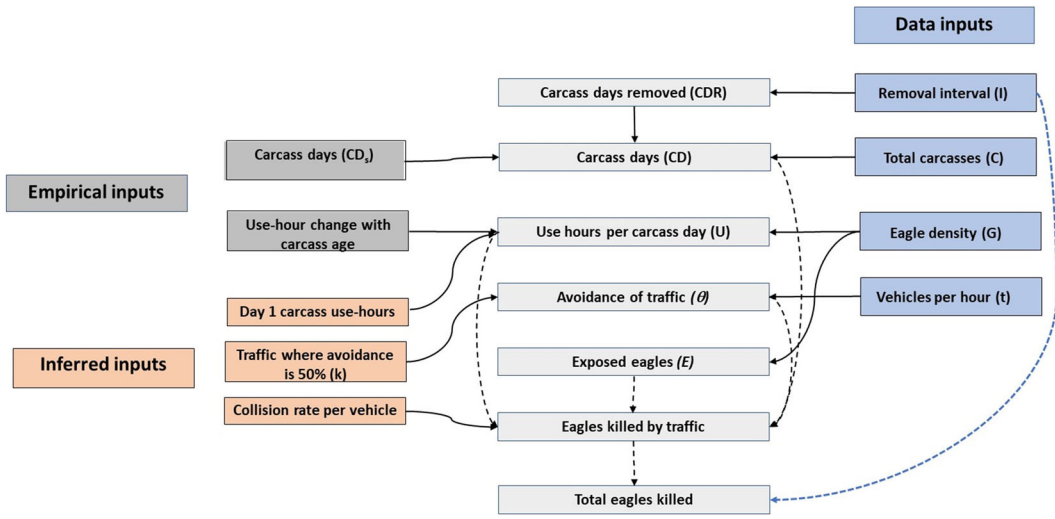 Data inputs
Carcass days removed (CDR)
Removal interval (I)
Carcass days (CDs)
Carcass days (CD)
Total carcasses (C)
Empirical inputs
Use-hour change with
carcass age
Use hours per carcass day (U)
Eagle density (G)
Day 1 carcass use-hours
Avoidance of traffic (θ)
Vehicles per hour (t)
Inferred inputs
Traffic where avoidance
is 50% (k)
Exposed eagles (E)
Collision rate per vehicle
Eagles killed by traffic
Total eagles killed